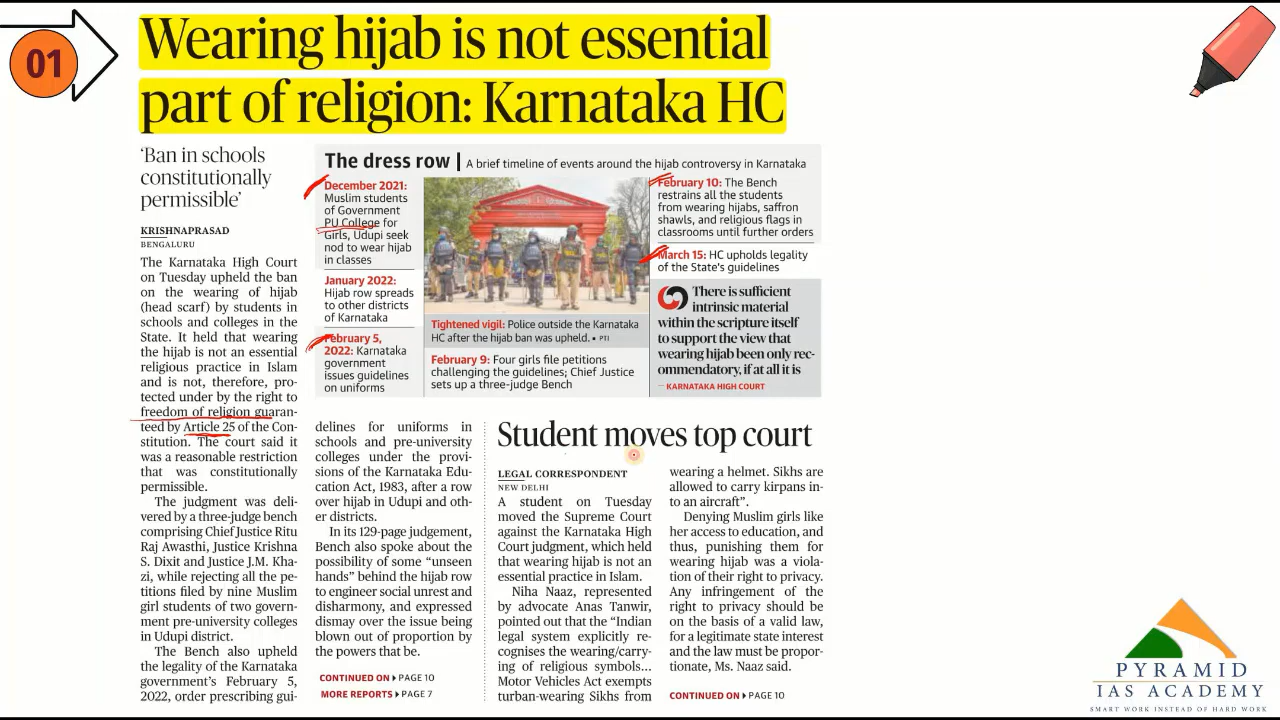 01
Wearing hijab is not essential
part of religion: Karnataka HC
‘Ban in schools
constitutionally
permissible’
KRISHNAPRASAD
BENGALURU
The Karnataka High Court
on Tuesday upheld the ban
on the wearing of hijab
(head scarf) by students in
schools and colleges in the
State. It held that wearing
the hijab is not an essential
religious practice in Islam
and is not, therefore, pro-
tected under by the right to
freedom of religion guaran-
teed by Article 25 of the Con-
stitution. The court said it
was a reasonable restriction
that was constitutionally
permissible.
The judgment was deli-
vered by a three-judge bench
comprising Chief Justice Ritu
Raj Awasthi, Justice Krishna
S. Dixit and Justice J.M. Kha-
zi, while rejecting all the pe-
titions filed by nine Muslim
girl students of two govern-
ment pre-university colleges
in Udupi district.
The Bench also upheld
the legality of the Karnataka
government’s February 5,
2022, order prescribing gui-
The dress row | A brief timeline of events around the hijab controversy in Karnataka
December 2021:
Muslim students
of Government
PU College for
Girls, Udupi seek
nod to wear hijab
in classes
January 2022:
Hijab row spreads
to other districts
of Karnataka
February 5,
2022: Karnataka
government
issues guidelines
on uniforms
Tightened vigil: Police outside the Karnataka
HC after the hijab ban was upheld. ▪ PTI
February 9: Four girls file petitions
challenging the guidelines; Chief Justice
sets up a three-judge Bench
February 10: The Bench
restrains all the students
from wearing hijabs, saffron
shawls, and religious flags in
classrooms until further orders
March 15: HC upholds legality
of the State's guidelines
There is sufficient
intrinsic material
within the scripture itself
to support the view that
wearing hijab been only rec-
ommendatory, if at all it is
— KARNATAKA HIGH COURT
delines for uniforms in
schools and pre-university
colleges under the provi-
sions of the Karnataka Edu-
cation Act, 1983, after a row
over hijab in Udupi and oth-
er districts.
In its 129-page judgement,
Bench also spoke about the
possibility of some “unseen
hands” behind the hijab row
to engineer social unrest and
disharmony, and expressed
dismay over the issue being
blown out of proportion by
the powers that be.
CONTINUED ON ▸ PAGE 10
MORE REPORTS ▸ PAGE 7
Student moves top court
LEGAL CORRESPONDENT
NEW DELHI
A student on Tuesday
moved the Supreme Court
against the Karnataka High
Court judgment, which held
that wearing hijab is not an
essential practice in Islam.
Niha Naaz, represented
by advocate Anas Tanwir,
pointed out that the “Indian
legal system explicitly re-
cognises the wearing/carry-
ing of religious symbols...
Motor Vehicles Act exempts
turban-wearing Sikhs from
wearing a helmet. Sikhs are
allowed to carry kirpans in-
to an aircraft”.
Denying Muslim girls like
her access to education, and
thus, punishing them for
wearing hijab was a viola-
tion of their right to privacy.
Any infringement of the
right to privacy should be
on the basis of a valid law,
for a legitimate state interest
and the law must be propor-
tionate, Ms. Naaz said.
CONTINUED ON ▸ PAGE 10
PYRAMID
IAS ACADEMY
SMART WORK INSTEAD OF HARD WORK